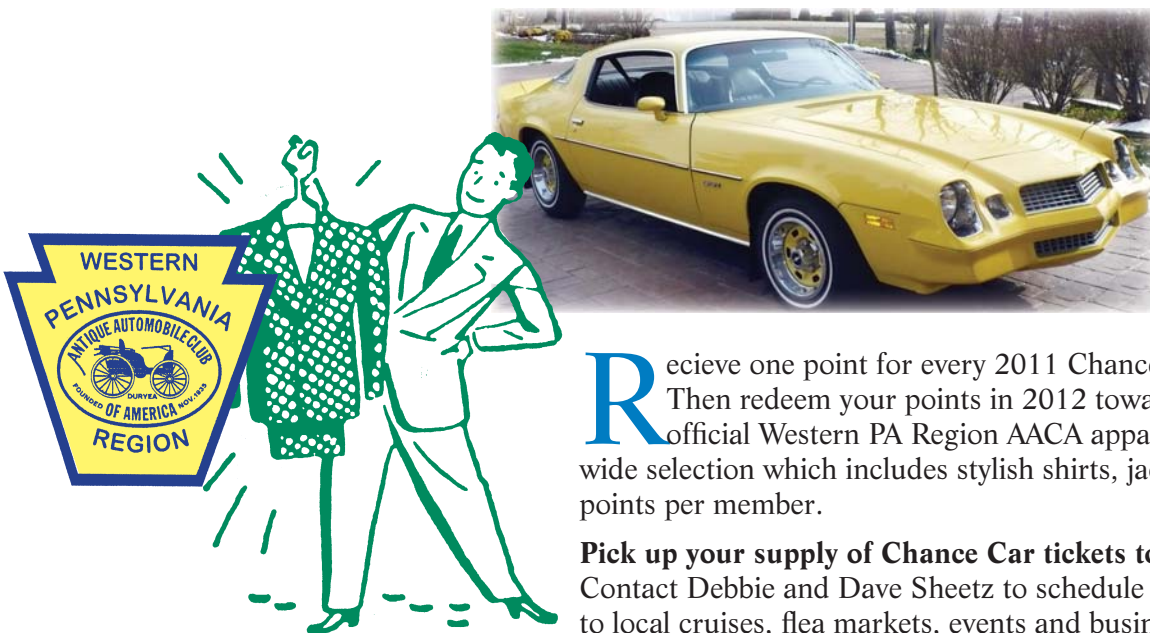 WESTERN
PENNSYLVANIA
ANTIQUE AUTOMOBILE CLUB
FOUNDED DURYEA NOV. 1935
OF AMERICA
REGION
Recieve one point for every 2011 Chance
Then redeem your points in 2012 towa
official Western PA Region AACA appa
wide selection which includes stylish shirts, ja
points per member.
Pick up your supply of Chance Car tickets to
Contact Debbie and Dave Sheetz to schedule
to local cruises, flea markets, events and busin